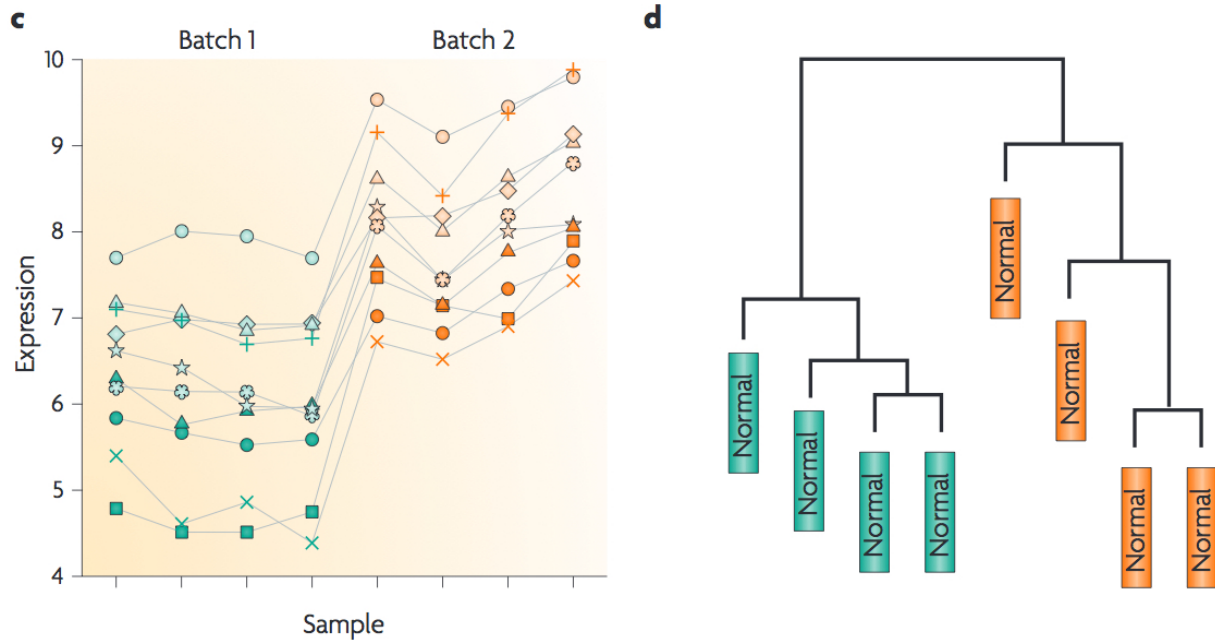 c
Batch 1
Batch 2
10
9
8
7
6
5
4
Expression
Sample
d
Normal
Normal
Normal
Normal
Normal
Normal
Normal
Normal